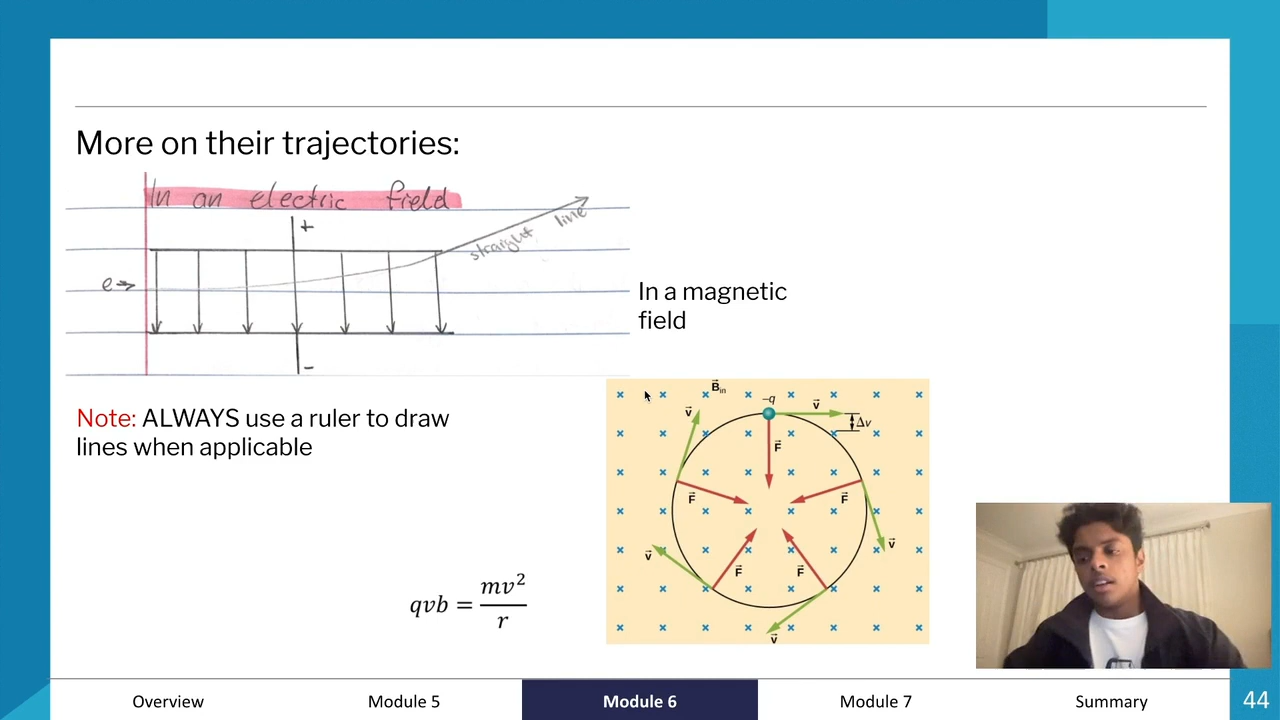 More on their trajectories:
In an electric field
+
straight line
e→
-
In a magnetic
field
Note: ALWAYS use a ruler to draw
lines when applicable
B⃗in
-q
v⃗
v⃗
Δv
F⃗
F⃗
F⃗
v⃗
v⃗
F⃗
F⃗
v⃗
qvb = mv²/r
Overview
Module 5
Module 6
Module 7
Summary
44